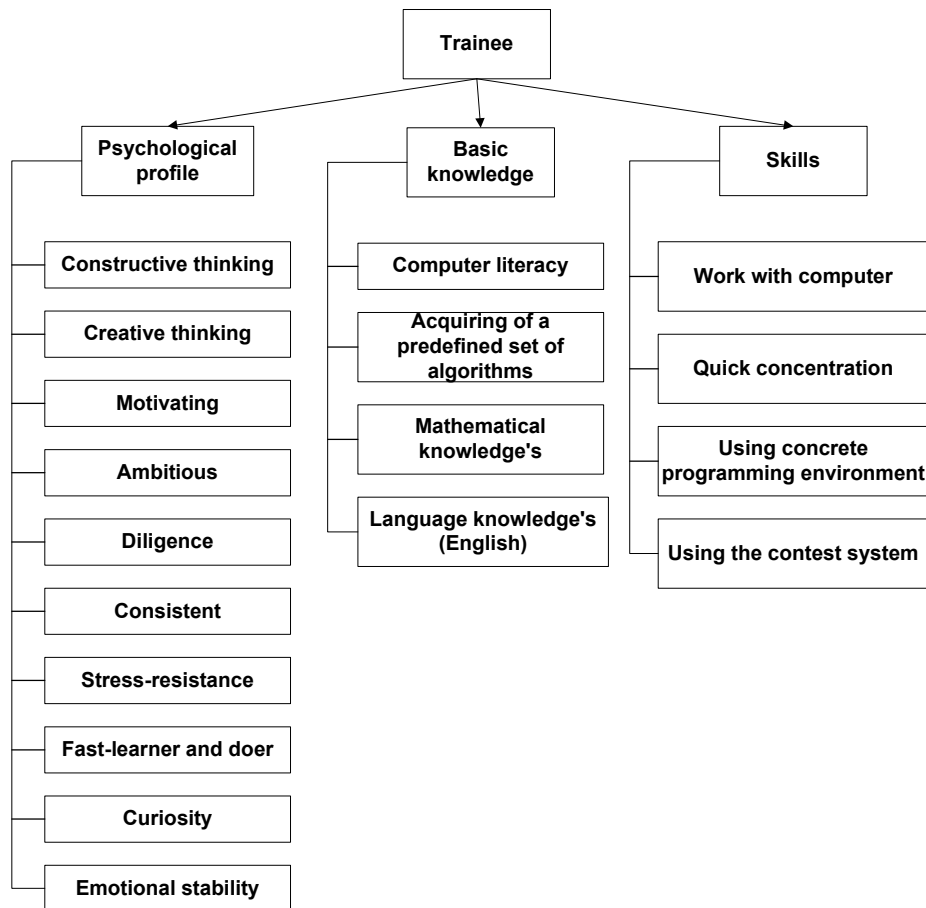 Trainee
Psychological
profile
Basic
knowledge
Skills
Constructive thinking
Creative thinking
Motivating
Ambitious
Diligence
Consistent
Stress-resistance
Fast-learner and doer
Curiosity
Emotional stability
Computer literacy
Acquiring of a
predefined set of
algorithms
Mathematical
knowledge's
Language knowledge's
(English)
Work with computer
Quick concentration
Using concrete
programming environment
Using the contest system